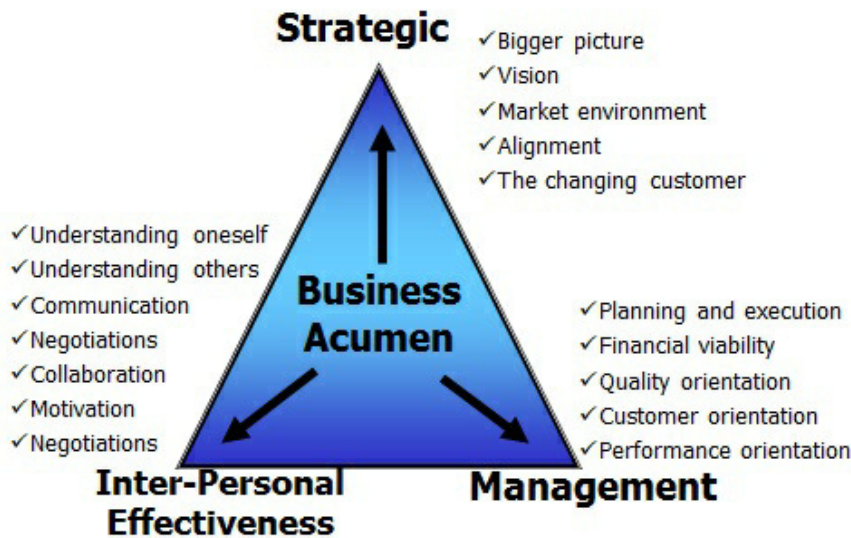 Strategic
✓Bigger picture
✓Vision
✓Market environment
✓Alignment
✓The changing customer
✓Understanding oneself
✓Understanding others
✓Communication
✓Negotiations
✓Collaboration
✓Motivation
✓Negotiations
Business
Acumen
✓Planning and execution
✓Financial viability
✓Quality orientation
✓Customer orientation
✓Performance orientation
Inter-Personal
Effectiveness
Management